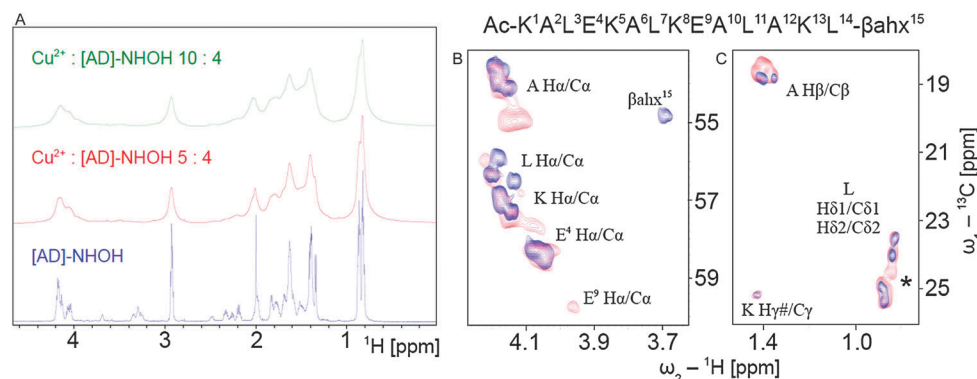 A
Cu²⁺ : [AD]-NHOH 10 : 4
Cu²⁺ : [AD]-NHOH 5 : 4
[AD]-NHOH
4 3 2 1 ¹H [ppm]
Ac-K¹A²L³E⁴K⁵A⁶L⁷K⁸E⁹A¹⁰L¹¹A¹²K¹³L¹⁴-βahx¹⁵
B
A Hα/Cα
βahx¹⁵
L Hα/Cα
K Hα/Cα
E⁴ Hα/Cα
E⁹ Hα/Cα
55
57
59
4.1 3.9 3.7
ω₂ – ¹H [ppm]
C
A Hβ/Cβ
L
Hδ1/Cδ1
Hδ2/Cδ2
*
K Hγ#/Cγ
19
21
23
25
1.4 1.0
– ¹³C [ppm]